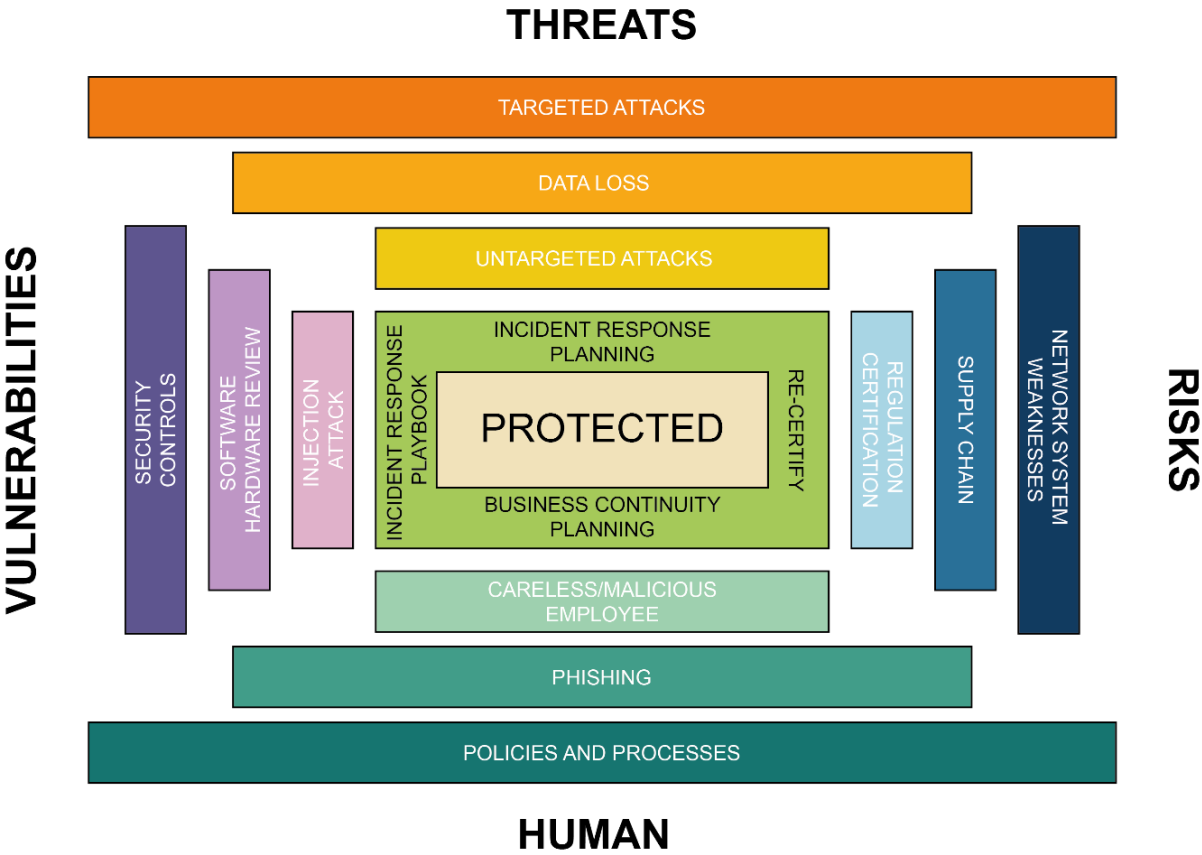 THREATS
TARGETED ATTACKS
DATA LOSS
UNTARGETED ATTACKS
VULNERABILITIES
SECURITY
CONTROLS
SOFTWARE
HARDWARE REVIEW
INJECTION
ATTACK
INCIDENT RESPONSE
PLAYBOOK
INCIDENT RESPONSE
PLANNING
PROTECTED
BUSINESS CONTINUITY
PLANNING
RE-CERTIFY
REGULATION
CERTIFICATION
SUPPLY CHAIN
NETWORK SYSTEM
WEAKNESSES
RISKS
CARELESS/MALICIOUS
EMPLOYEE
PHISHING
POLICIES AND PROCESSES
HUMAN